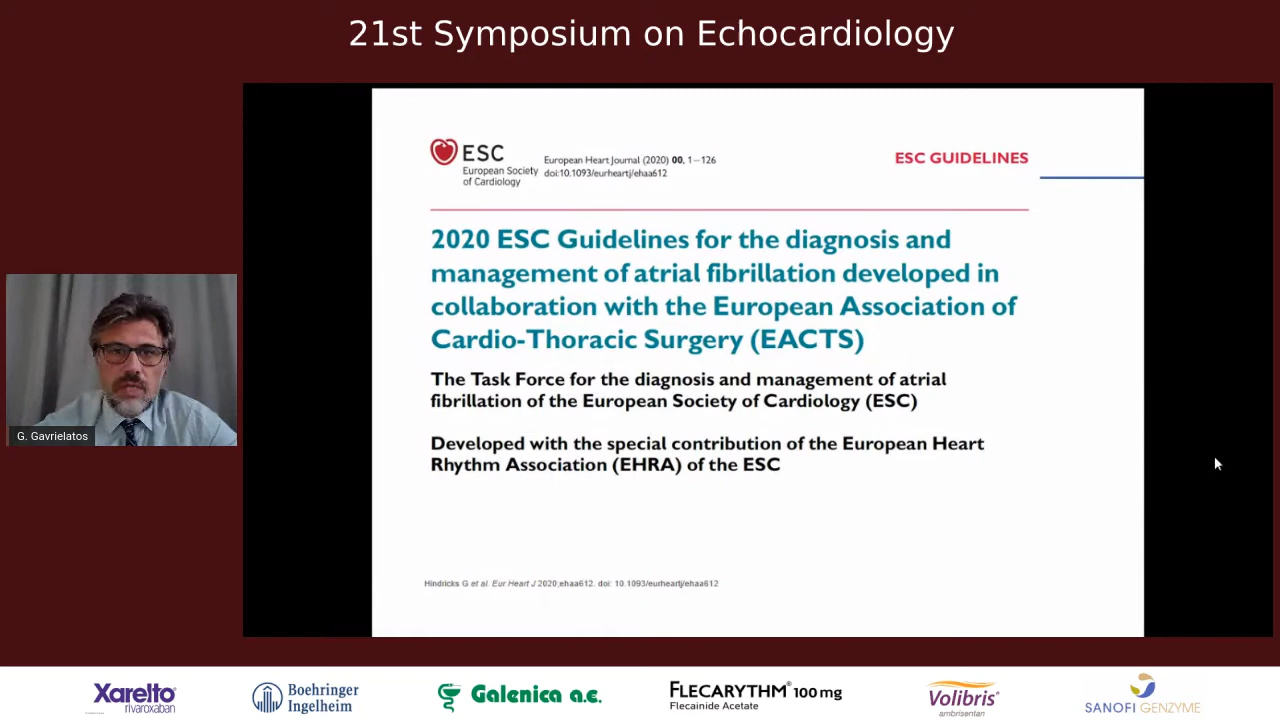 21st Symposium on Echocardiology
ESC
European Society
of Cardiology
European Heart Journal (2020) 00, 1–126
doi:10.1093/eurheartj/ehaa612
ESC GUIDELINES
2020 ESC Guidelines for the diagnosis and
management of atrial fibrillation developed in
collaboration with the European Association of
Cardio-Thoracic Surgery (EACTS)
The Task Force for the diagnosis and management of atrial
fibrillation of the European Society of Cardiology (ESC)
Developed with the special contribution of the European Heart
Rhythm Association (EHRA) of the ESC
Hindricks G et al. Eur Heart J 2020;ehaa612. doi: 10.1093/eurheartj/ehaa612
G. Gavrielatos
Xarelto®
rivaroxaban
Boehringer
Ingelheim
Galenica a.e.
FLECARYTHM® 100 mg
Flecainide Acetate
Volibris®
ambrisentan
SANOFI GENZYME